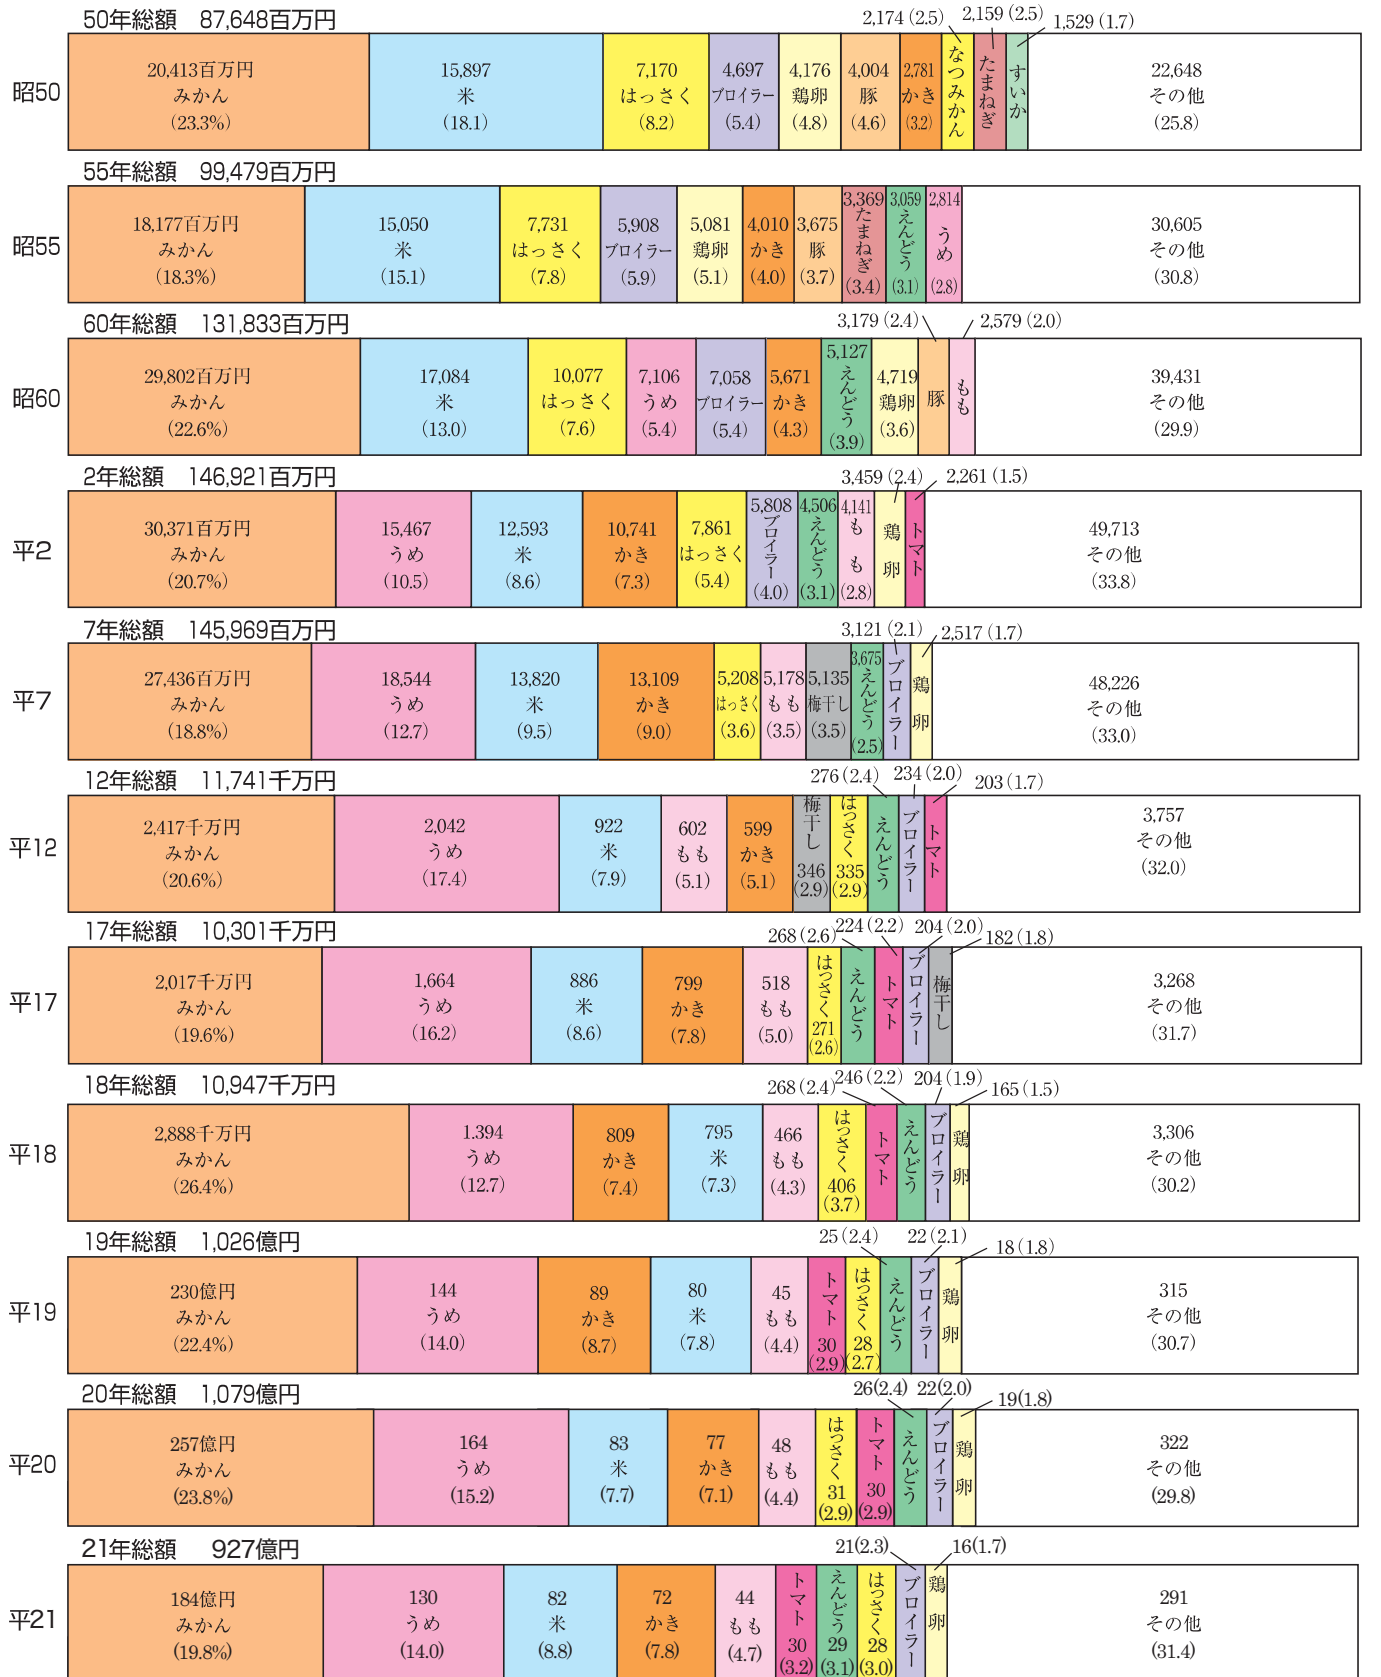 50年総額 87,648百万円
2,174(2.5) 2,159(2.5) 1,529(1.7)
昭50
20,413百万円 みかん (23.3%)
15,897 米 (18.1)
7,170 はっさく (8.2)
4,697 ブロイラー (5.4)
4,176 鶏卵 (4.8)
4,004 豚 (4.6)
2,781 かき (3.2)
なつみかん
たまねぎ
すいか
22,648 その他 (25.8)
55年総額 99,479百万円
昭55
18,177百万円 みかん (18.3%)
15,050 米 (15.1)
7,731 はっさく (7.8)
5,908 ブロイラー (5.9)
5,081 鶏卵 (5.1)
4,010 かき (4.0)
3,675 豚 (3.7)
3,369 たまねぎ (3.4)
3,059 えんどう (3.1)
2,814 うめ (2.8)
30,605 その他 (30.8)
60年総額 131,833百万円
3,179(2.4) 2,579(2.0)
昭60
29,802百万円 みかん (22.6%)
17,084 米 (13.0)
10,077 はっさく (7.6)
7,106 うめ (5.4)
7,058 ブロイラー (5.4)
5,671 かき (4.3)
5,127 えんどう (3.9)
4,719 鶏卵 (3.6)
豚
もも
39,431 その他 (29.9)
2年総額 146,921百万円
3,459(2.4) 2,261(1.5)
平2
30,371百万円 みかん (20.7%)
15,467 うめ (10.5)
12,593 米 (8.6)
10,741 かき (7.3)
7,861 はっさく (5.4)
5,808 ブロイラー (4.0)
4,506 えんどう (3.1)
4,141 もも (2.8)
鶏卵
トマト
49,713 その他 (33.8)
7年総額 145,969百万円
3,121(2.1) 2,517(1.7)
平7
27,436百万円 みかん (18.8%)
18,544 うめ (12.7)
13,820 米 (9.5)
13,109 かき (9.0)
5,208 はっさく (3.6)
5,178 もも (3.5)
5,135 梅干し (3.5)
3,675 えんどう (2.5)
ブロイラー
鶏卵
48,226 その他 (33.0)
12年総額 11,741千万円
276(2.4) 234(2.0) 203(1.7)
平12
2,417千万円 みかん (20.6%)
2,042 うめ (17.4)
922 米 (7.9)
602 もも (5.1)
599 かき (5.1)
梅干し 346 (2.9)
はっさく 335 (2.9)
えんどう
ブロイラー
トマト
3,757 その他 (32.0)
17年総額 10,301千万円
268(2.6) 224(2.2) 204(2.0) 182(1.8)
平17
2,017千万円 みかん (19.6%)
1,664 うめ (16.2)
886 米 (8.6)
799 かき (7.8)
518 もも (5.0)
はっさく 271 (2.6)
えんどう
トマト
ブロイラー
梅干し
3,268 その他 (31.7)
18年総額 10,947千万円
268(2.4) 246(2.2) 204(1.9) 165(1.5)
平18
2,888千万円 みかん (26.4%)
1.394 うめ (12.7)
809 かき (7.4)
795 米 (7.3)
466 もも (4.3)
はっさく 406 (3.7)
トマト
えんどう
ブロイラー
鶏卵
3,306 その他 (30.2)
19年総額 1,026億円
25(2.4) 22(2.1) 18(1.8)
平19
230億円 みかん (22.4%)
144 うめ (14.0)
89 かき (8.7)
80 米 (7.8)
45 もも (4.4)
トマト 30 (2.9)
はっさく 28 (2.7)
えんどう
ブロイラー
鶏卵
315 その他 (30.7)
20年総額 1,079億円
26(2.4) 22(2.0) 19(1.8)
平20
257億円 みかん (23.8%)
164 うめ (15.2)
83 米 (7.7)
77 かき (7.1)
48 もも (4.4)
はっさく 31 (2.9)
トマト 30 (2.9)
えんどう
ブロイラー
鶏卵
322 その他 (29.8)
21年総額 927億円
21(2.3) 16(1.7)
平21
184億円 みかん (19.8%)
130 うめ (14.0)
82 米 (8.8)
72 かき (7.8)
44 もも (4.7)
トマト 30 (3.2)
えんどう 29 (3.1)
はっさく 28 (3.0)
ブロイラー
鶏卵
291 その他 (31.4)